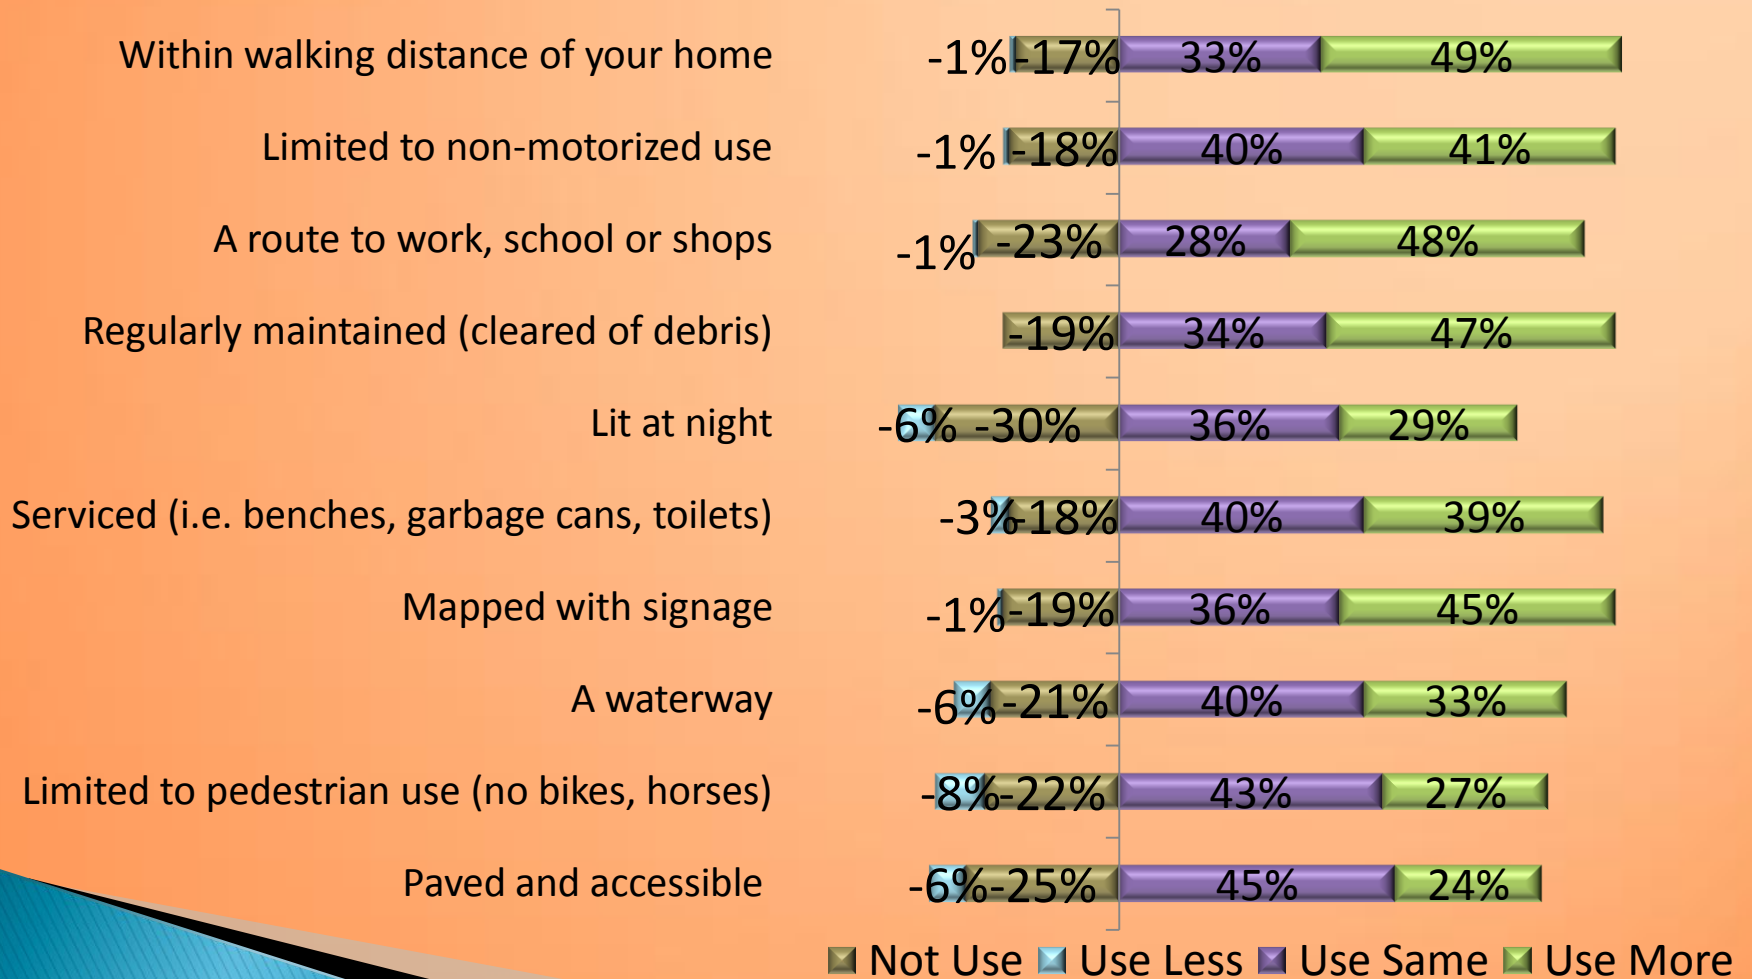 Within walking distance of your home -1% -17% 33% 49%
Limited to non-motorized use -1% -18% 40% 41%
A route to work, school or shops -1% -23% 28% 48%
Regularly maintained (cleared of debris) -19% 34% 47%
Lit at night -6% -30% 36% 29%
Serviced (i.e. benches, garbage cans, toilets) -3% -18% 40% 39%
Mapped with signage -1% -19% 36% 45%
A waterway -6% -21% 40% 33%
Limited to pedestrian use (no bikes, horses) -8% -22% 43% 27%
Paved and accessible -6% -25% 45% 24%
Not Use Use Less Use Same Use More